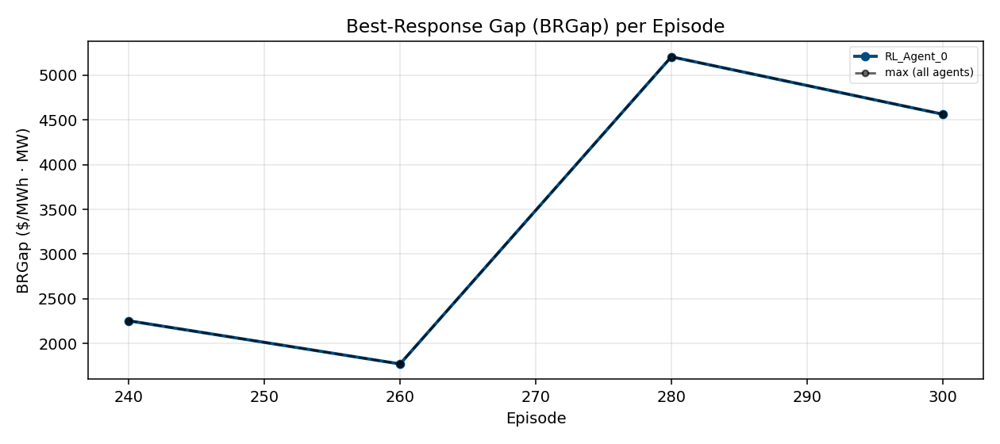 Best-Response Gap (BRGap) per Episode
RL_Agent_0
max (all agents)
BRGap ($/MWh · MW)
5000
4500
4000
3500
3000
2500
2000
240 250 260 270 280 290 300
Episode